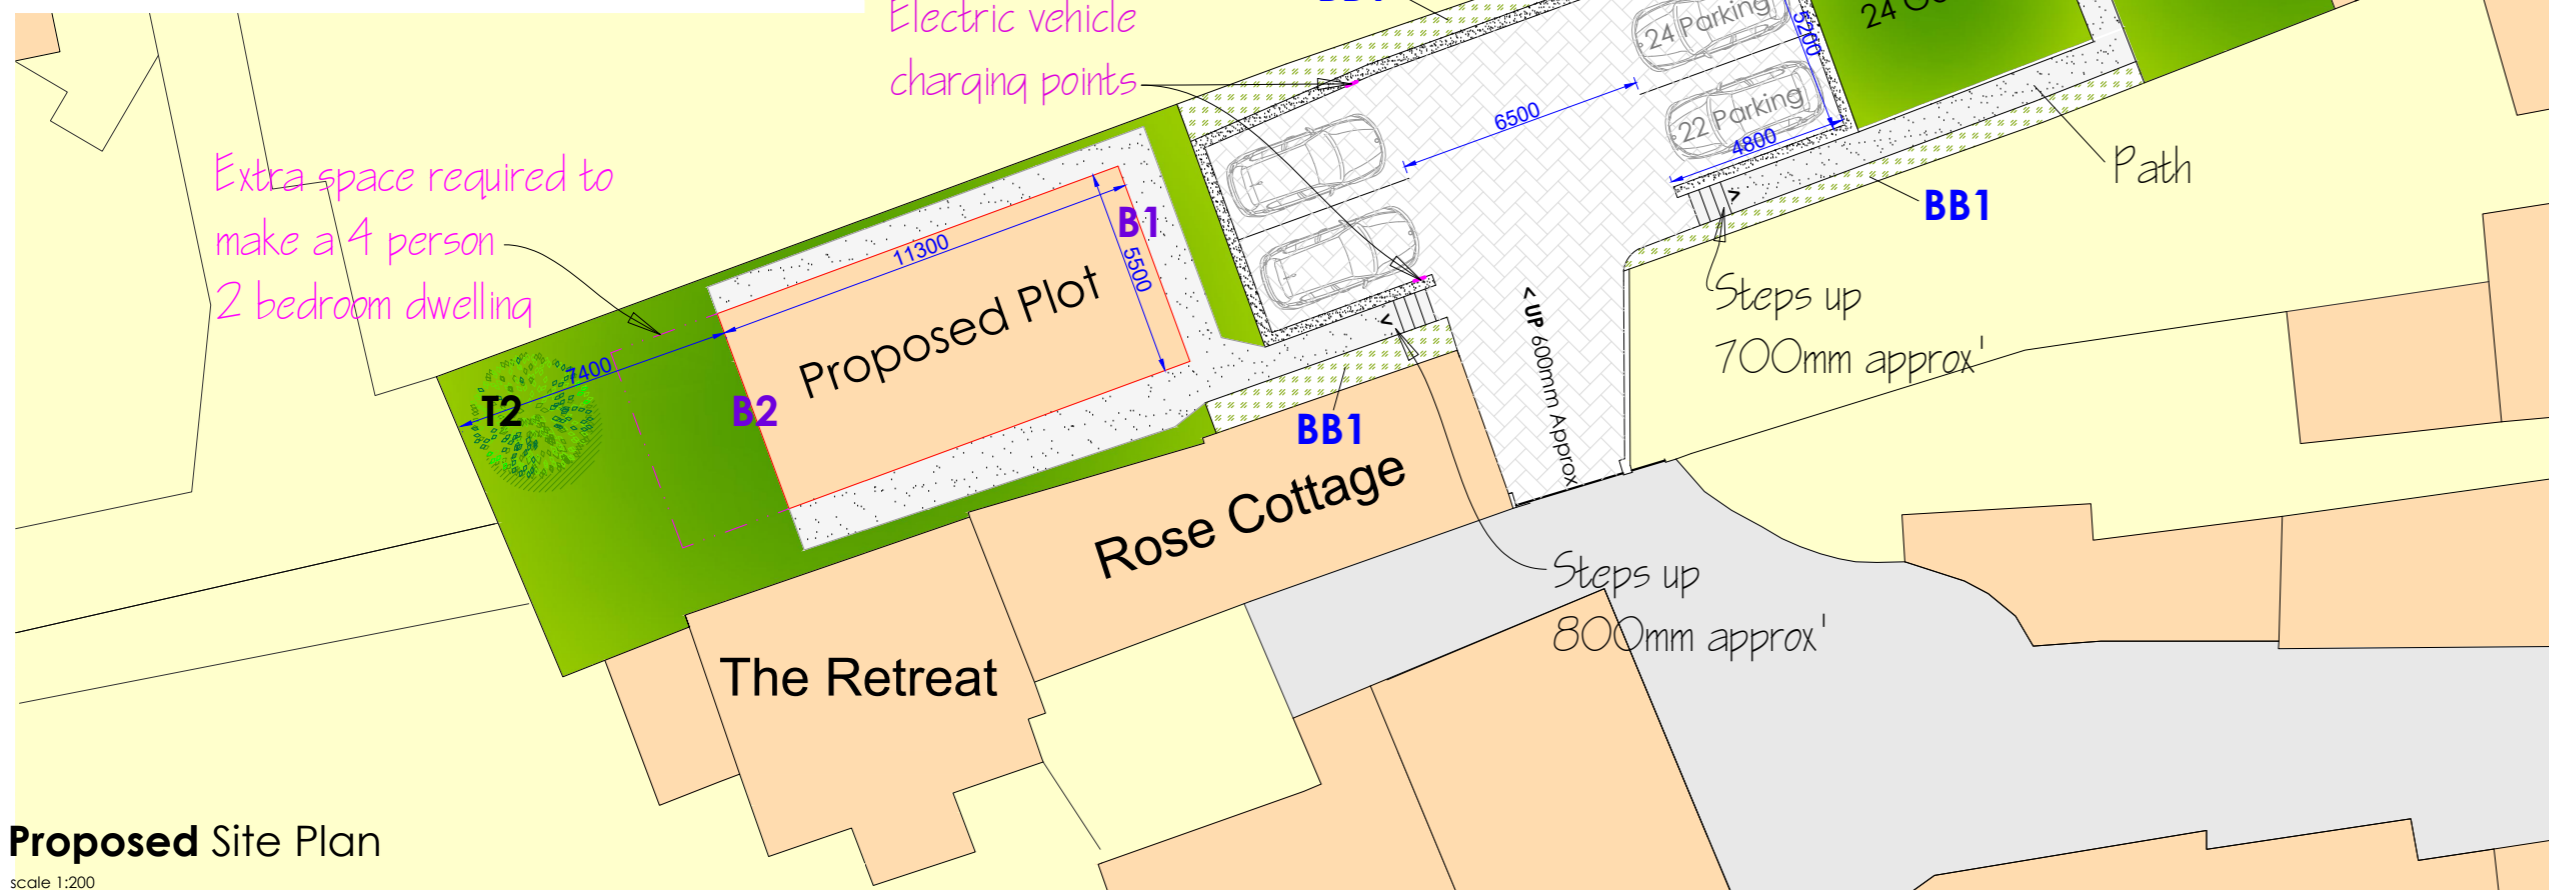 Electric vehicle
charging points
24 Parking
5200
22 Parking
4800
6500
Path
BB1
Extra space required to
make a 4 person
2 bedroom dwelling
B1
11300
5500
Proposed Plot
Steps up
700mm approx'
< UP 600mm Approx
7400
T2
B2
BB1
Rose Cottage
Steps up
800mm approx'
The Retreat
Proposed Site Plan
scale 1:200